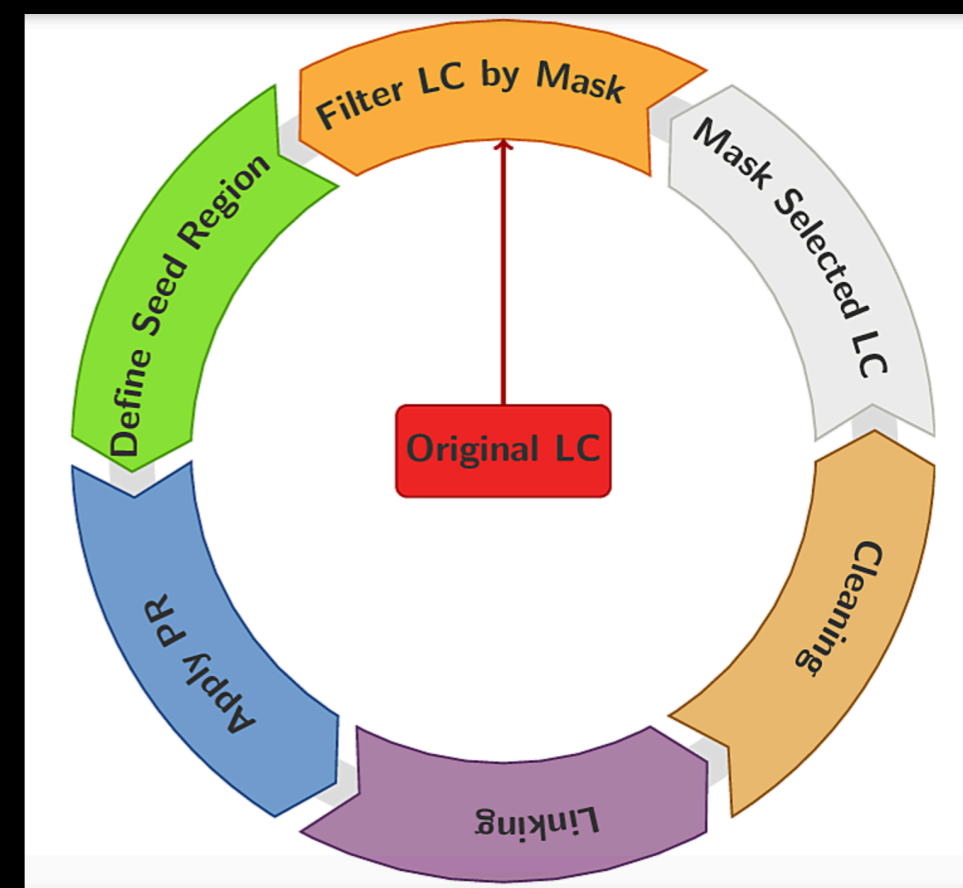 Filter LC by Mask
Mask Selected LC
Define Seed Region
Original LC
Cleaning
Apply PR
Linking